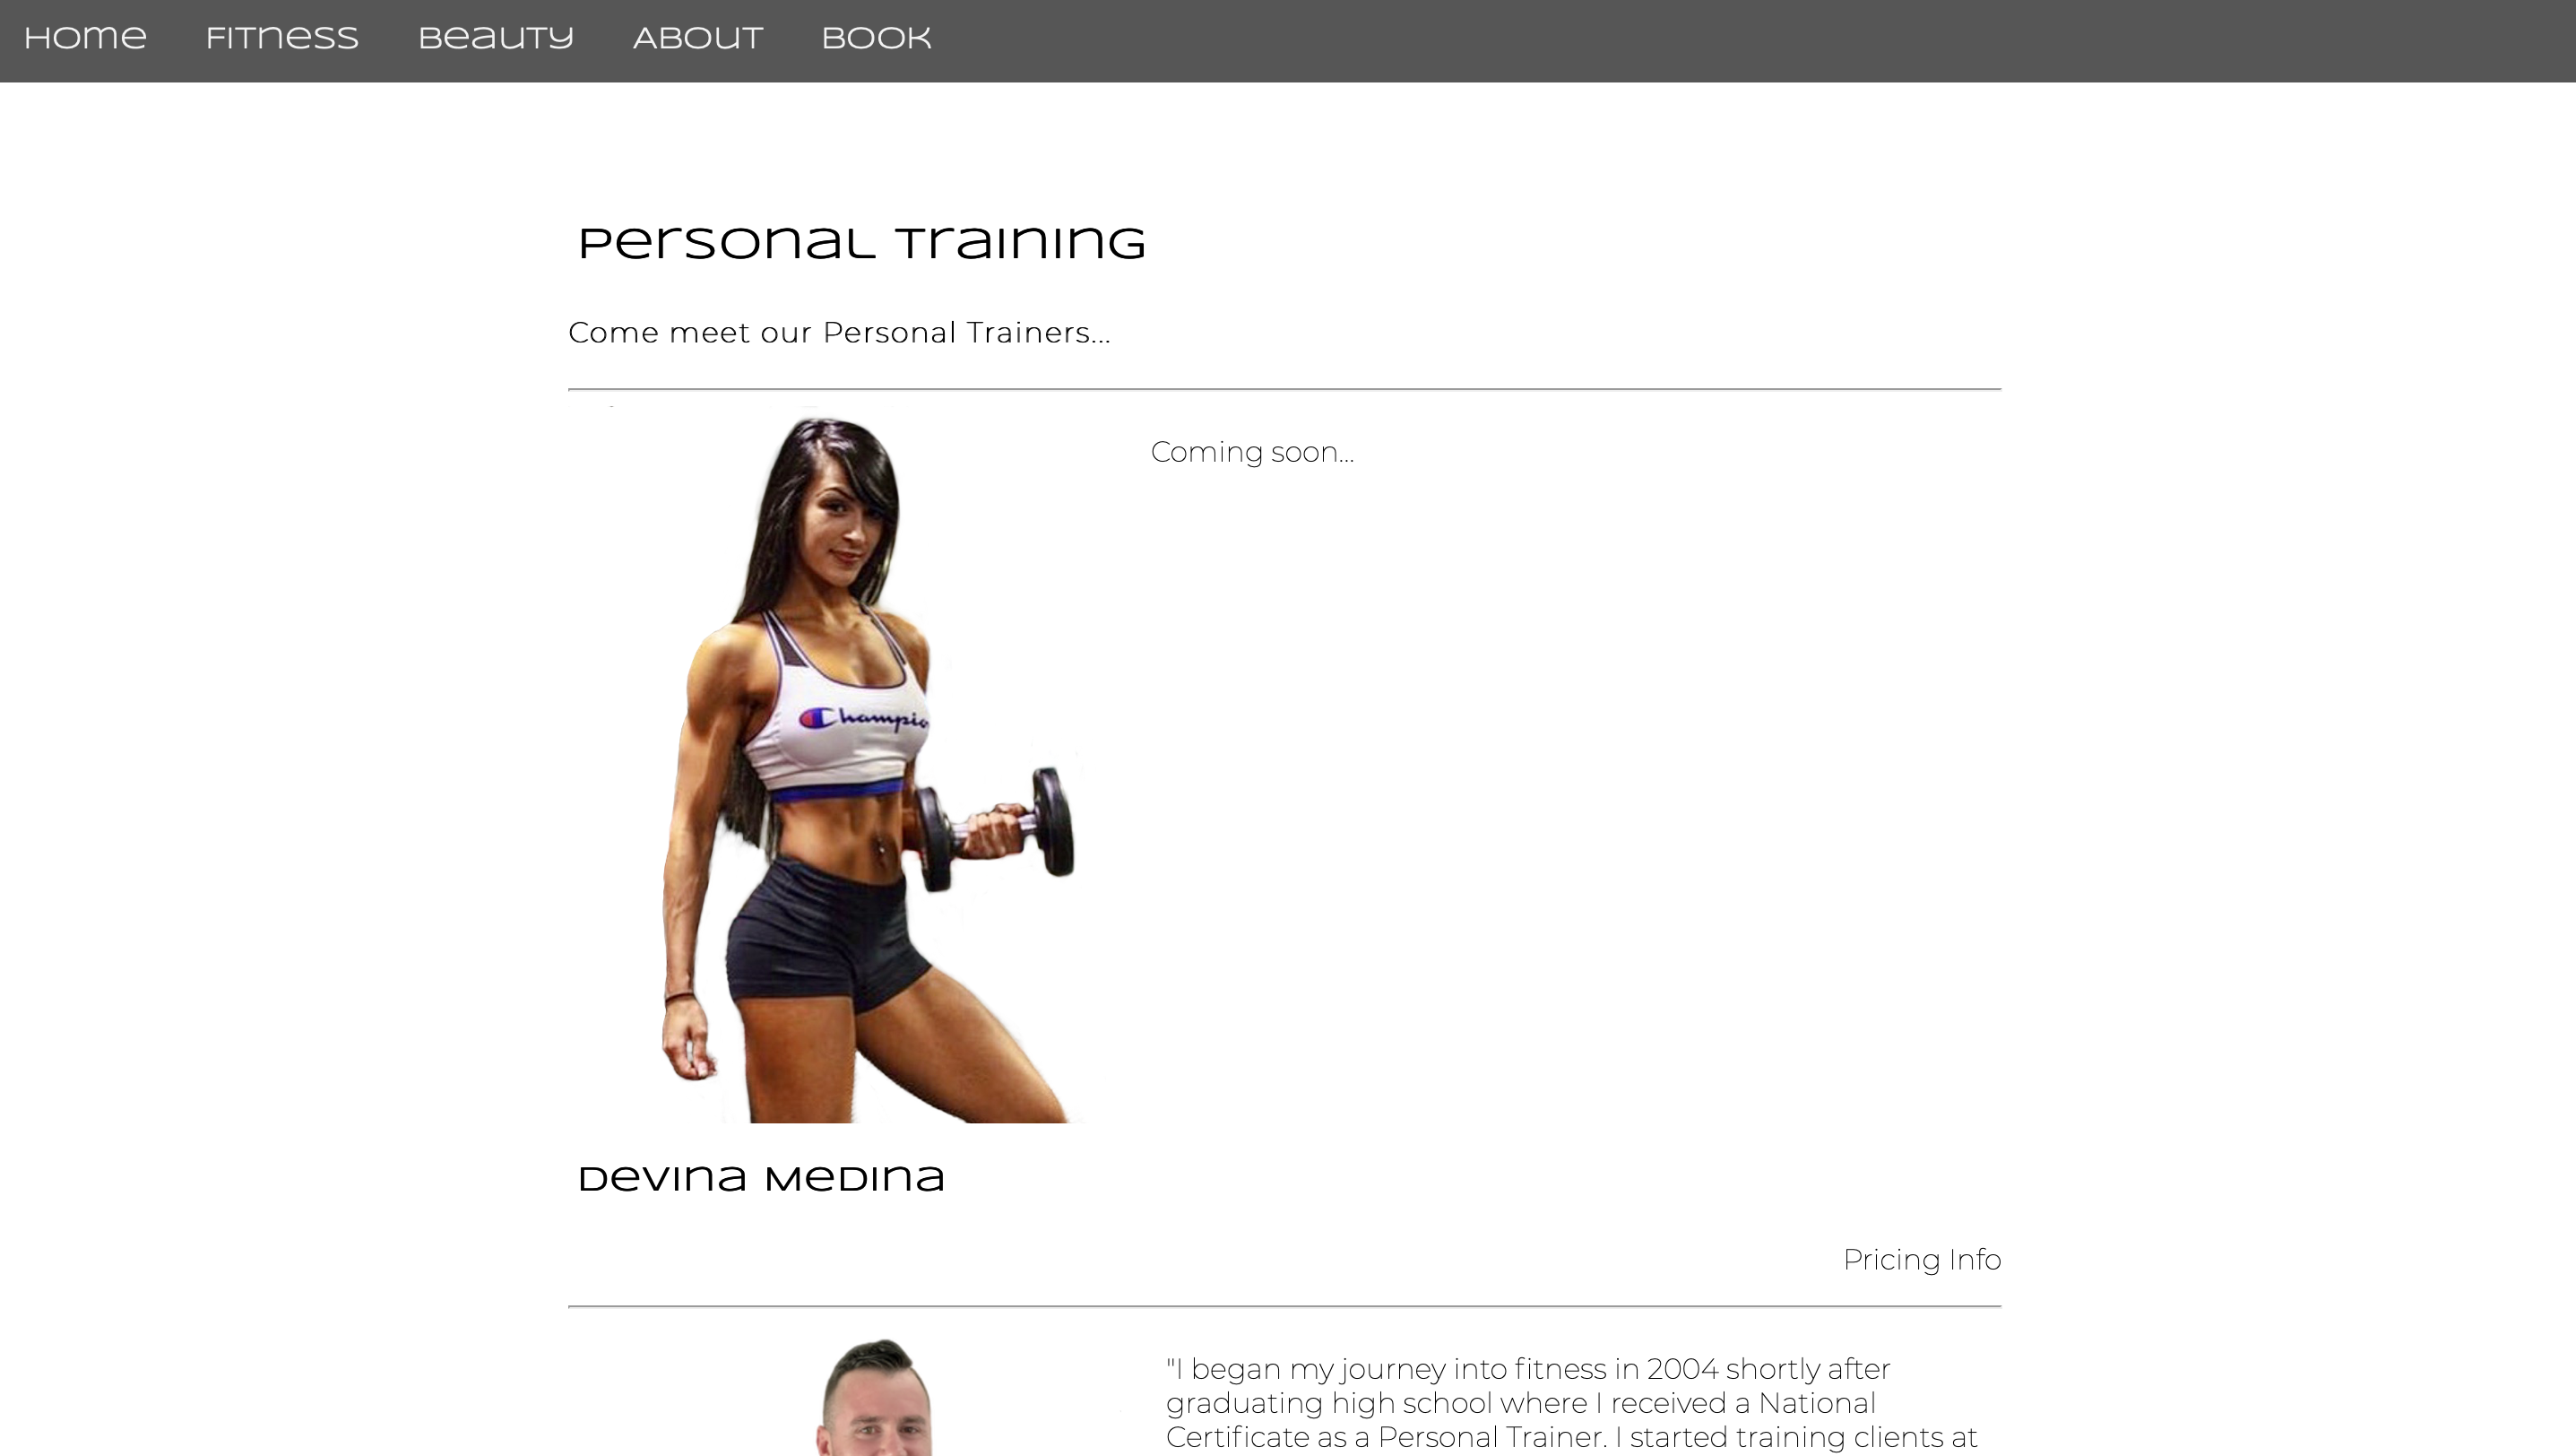 Home Fitness Beauty About Book
Personal Training
Come meet our Personal Trainers...
Coming soon...
Champio
Devina Medina
Pricing Info
"I began my journey into fitness in 2004 shortly after
graduating high school where I received a National
Certificate as a Personal Trainer. I started training clients at